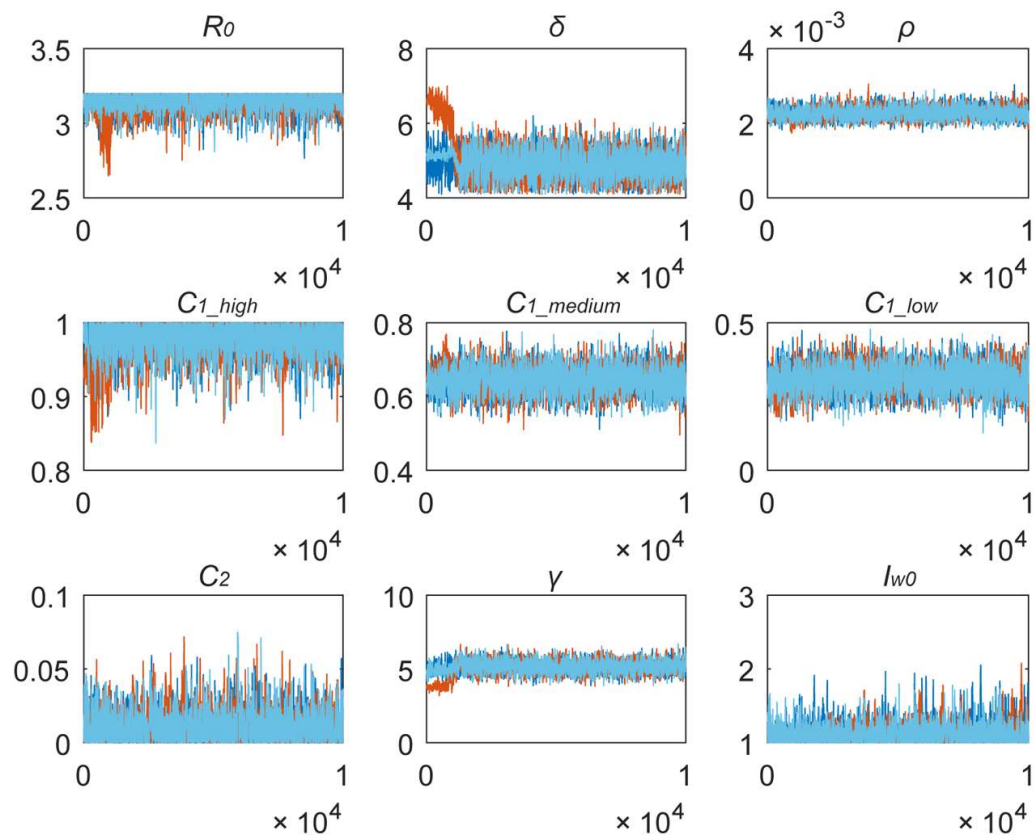 R0 δ × 10-3 ρ
3.5 8 4
3 6 2
2.5 4 0
0 1 0 1 0 1
× 104 × 104 × 104
C1_high C1_medium C1_low
1 0.8 0.5
0.9 0.6
0.8 0.4 0
0 1 0 1 0 1
× 104 × 104 × 104
C2 γ Iw0
0.1 10 3
0.05 5 2
0 0 1
0 1 0 1 0 1
× 104 × 104 × 104